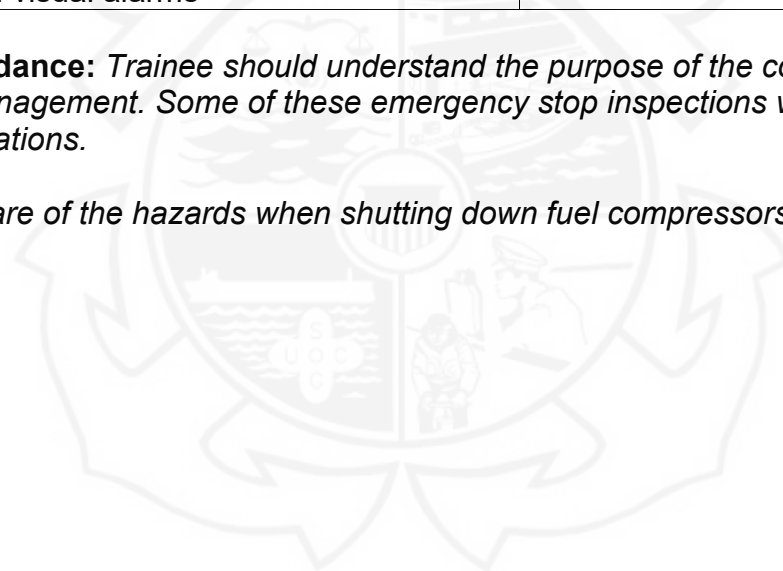 visual alarms
dance: Trainee should understand the purpose of the co
nagement. Some of these emergency stop inspections v
ations.
are of the hazards when shutting down fuel compressors
S
U O C
G